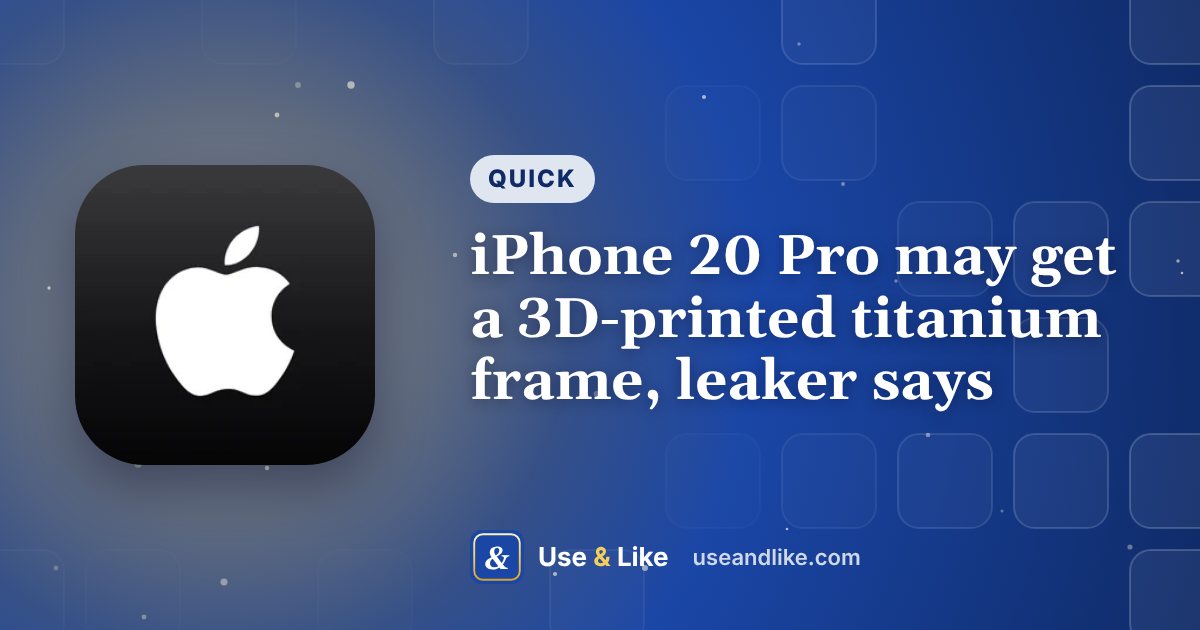 QUICK
iPhone 20 Pro may get
a 3D-printed titanium
frame, leaker says
& Use & Like useandlike.com